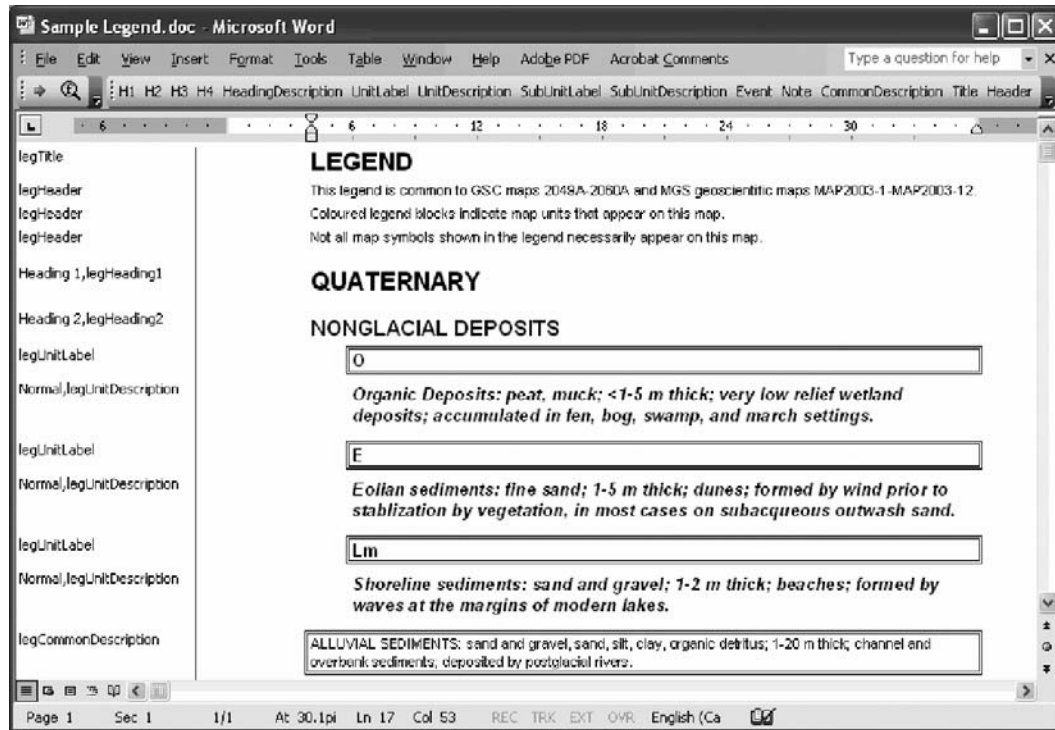 Sample Legend.doc - Microsoft Word
File Edit View Insert Format Tools Table Window Help Adobe PDF Acrobat Comments Type a question for help
H1 H2 H3 H4 HeadingDescription UnitLabel UnitDescription SubUnitLabel SubUnitDescription Event Note CommonDescription Title Header
6 6 12 18 24 30
legTitle LEGEND
legHeader This legend is common to GSC maps 2049A-2060A and MGS geoscientific maps MAP2003-1-MAP2003-12.
legHeader Coloured legend blocks indicate map units that appear on this map.
legHeader Not all map symbols shown in the legend necessarily appear on this map.
Heading 1,legHeading1 QUATERNARY
Heading 2,legHeading2 NONGLACIAL DEPOSITS
legUnitLabel O
Normal,legUnitDescription Organic Deposits: peat, muck; <1-5 m thick; very low relief wetland
deposits; accumulated in fen, bog, swamp, and march settings.
legUnitLabel E
Normal,legUnitDescription Eolian sediments: fine sand; 1-5 m thick; dunes; formed by wind prior to
stablization by vegetation, in most cases on subacqueous outwash sand.
legUnitLabel Lm
Normal,legUnitDescription Shoreline sediments: sand and gravel; 1-2 m thick; beaches; formed by
waves at the margins of modern lakes.
legCommonDescription ALLUVIAL SEDIMENTS: sand and gravel, sand, silt, clay, organic detritus; 1-20 m thick; channel and
overbank sediments; deposited by postglacial rivers.
Page 1 Sec 1 1/1 At 30.1pi Ln 17 Col 53 REC TRK EXT OVR English (Ca